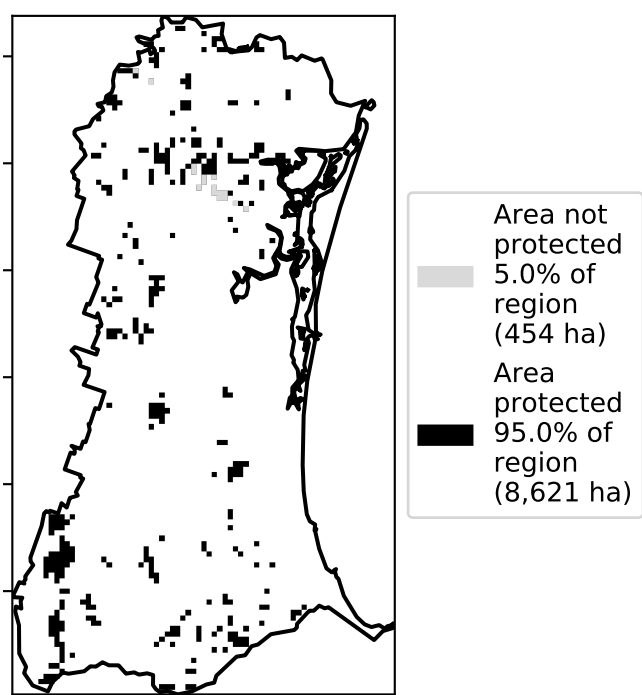 Area not
protected
5.0% of
region
(454 ha)
Area
protected
95.0% of
region
(8,621 ha)